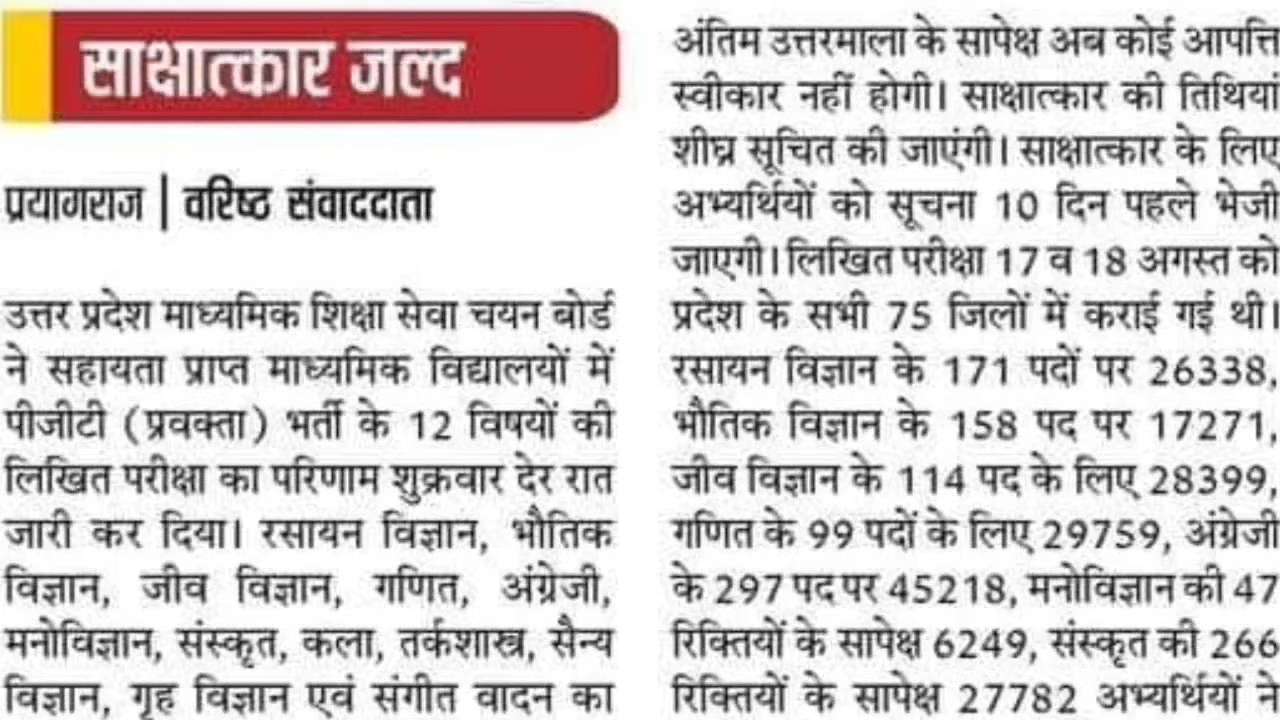 साक्षात्कार जल्द
प्रयागराज | वरिष्ठ संवाददाता
उत्तर प्रदेश माध्यमिक शिक्षा सेवा चयन बोर्ड
ने सहायता प्राप्त माध्यमिक विद्यालयों में
पीजीटी (प्रवक्ता) भर्ती के 12 विषयों की
लिखित परीक्षा का परिणाम शुक्रवार देर रात
जारी कर दिया। रसायन विज्ञान, भौतिक
विज्ञान, जीव विज्ञान, गणित, अंग्रेजी,
मनोविज्ञान, संस्कृत, कला, तर्कशास्त्र, सैन्य
विज्ञान, गृह विज्ञान एवं संगीत वादन का
अंतिम उत्तरमाला के सापेक्ष अब कोई आपत्ति
स्वीकार नहीं होगी। साक्षात्कार की तिथियां
शीघ्र सूचित की जाएंगी। साक्षात्कार के लिए
अभ्यर्थियों को सूचना 10 दिन पहले भेजी
जाएगी। लिखित परीक्षा 17 व 18 अगस्त को
प्रदेश के सभी 75 जिलों में कराई गई थी।
रसायन विज्ञान के 171 पदों पर 26338,
भौतिक विज्ञान के 158 पद पर 17271,
जीव विज्ञान के 114 पद के लिए 28399,
गणित के 99 पदों के लिए 29759, अंग्रेजी
के 297 पद पर 45218, मनोविज्ञान की 47
रिक्तियों के सापेक्ष 6249, संस्कृत की 266
रिक्तियों के सापेक्ष 27782 अभ्यर्थियों ने